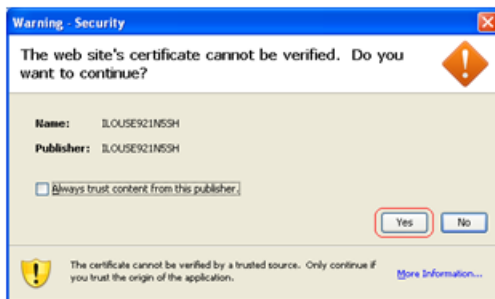 Warning - Security
The web site's certificate cannot be verified. Do you
want to continue?
Name: ILOUSE921N5SH
Publisher: ILOUSE921N5SH
Always trust content from this publisher.
Yes No
The certificate cannot be verified by a trusted source. Only continue if
you trust the origin of the application.
More Information...